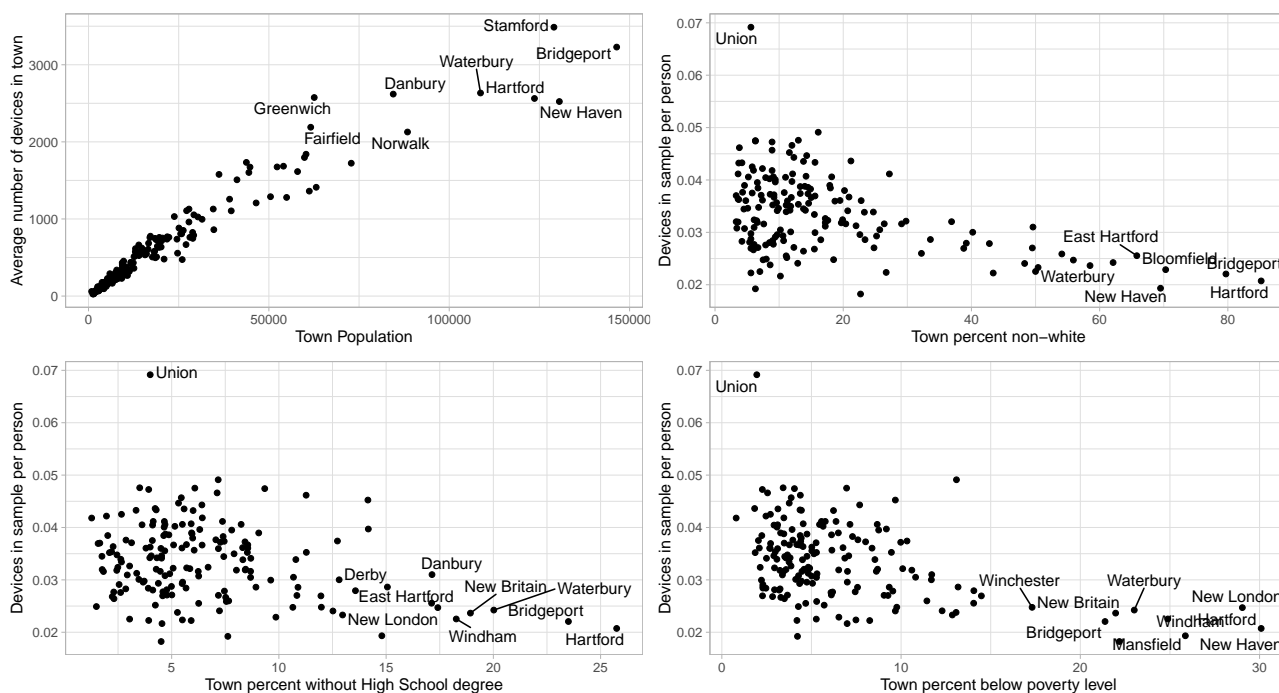 Average number of devices in town
3000
2000
1000
0
Stamford
Bridgeport
Waterbury
Danbury
Hartford
Greenwich
New Haven
Fairfield
Norwalk
0
50000
100000
150000
Town Population
Devices in sample per person
0.07
0.06
0.05
0.04
0.03
0.02
Union
East Hartford
Bloomfield
Bridgeport
Waterbury
New Haven
Hartford
0
20
40
60
80
Town percent non−white
Devices in sample per person
0.07
0.06
0.05
0.04
0.03
0.02
Union
Danbury
Derby
New Britain
Waterbury
East Hartford
Bridgeport
New London
Windham
Hartford
5
10
15
20
25
Town percent without High School degree
Devices in sample per person
0.07
0.06
0.05
0.04
0.03
0.02
Union
Winchester
Waterbury
New London
New Britain
Windham
Hartford
Bridgeport
Mansfield
New Haven
0
10
20
30
Town percent below poverty level